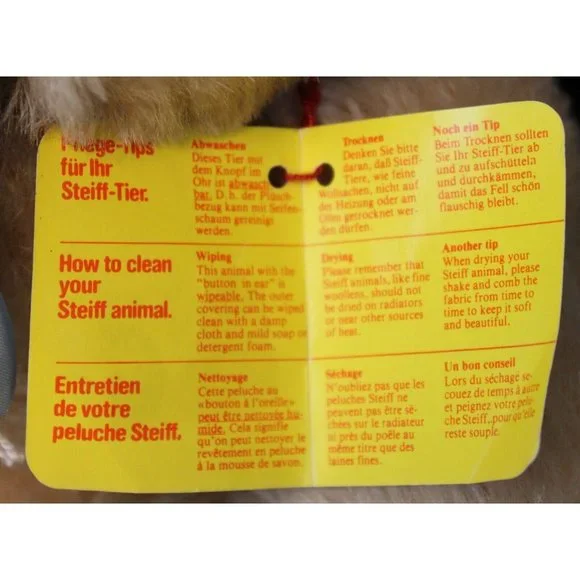 Pflege-Tips
für Ihr
Steiff-Tier.
Abwaschen
Dieses Tier mit
dem Knopf im
Ohr ist abwasch-
bar. D. h. der Plüsch-
bezug kann mit Seifen-
schaum gereinigt
werden.
Trocknen
Denken Sie bitte
daran, daß Steiff-
Tiere, wie feine
Wollsachen, nicht auf
der Heizung oder am
Ofen getrocknet wer-
den dürfen.
Noch ein Tip
Beim Trocknen sollten
Sie Ihr Steiff-Tier ab
und zu aufschütteln
und durchkämmen,
damit das Fell schön
flauschig bleibt.
How to clean
your
Steiff animal.
Wiping
This animal with the
"button in ear" is
wipeable. The outer
covering can be wiped
clean with a damp
cloth and mild soap or
detergent foam.
Drying
Please remember that
Steiff animals, like fine
woollens, should not
be dried on radiators
or near other sources
of heat.
Another tip
When drying your
Steiff animal, please
shake and comb the
fabric from time to
time to keep it soft
and beautiful.
Entretien
de votre
peluche Steiff.
Nettoyage
Cette peluche au
«bouton à l'oreille»
peut être nettoyée hu-
mide. Cela signifie
qu'on peut nettoyer le
revêtement en peluche
à la mousse de savon.
Séchage
N'oubliez pas que les
peluches Steiff ne
peuvent pas être sé-
chées sur le radiateur
ni près du poêle au
même titre que des
laines fines.
Un bon conseil
Lors du séchage se-
couez de temps à autre
et peignez votre pelu-
che Steiff, pour qu'elle
reste souple.